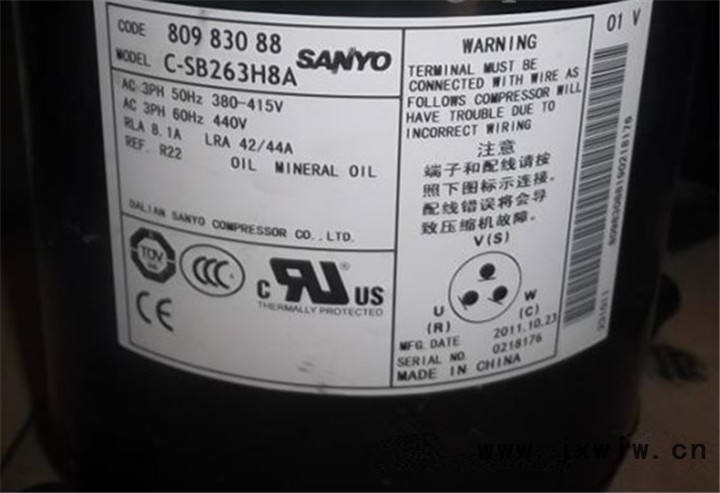 CODE 809 830 88
MODEL C-SB263H8A
SANYO
AC 3PH 50Hz 380-415V
AC 3PH 60Hz 440V
RLA 8.1A LRA 42/44A
REF. R22 OIL MINERAL OIL
DALIAN SANYO COMPRESSOR CO.,LTD.
TÜV
CCC
CE
C RU US
®
THERMALLY PROTECTED
WARNING
TERMINAL MUST BE
CONNECTED WITH WIRE AS
FOLLOWS COMPRESSOR WILL
HAVE TROUBLE DUE TO
INCORRECT WIRING
注意
端子和配线请按
照下图标示连接.
配线错误将会导
致压缩机故障.
V(S)
U
(R)
W
(C)
MFG. DATE 2011.10.23
SERIAL NO. 0218176
MADE IN CHINA
01 V
www.jxwlw.cn